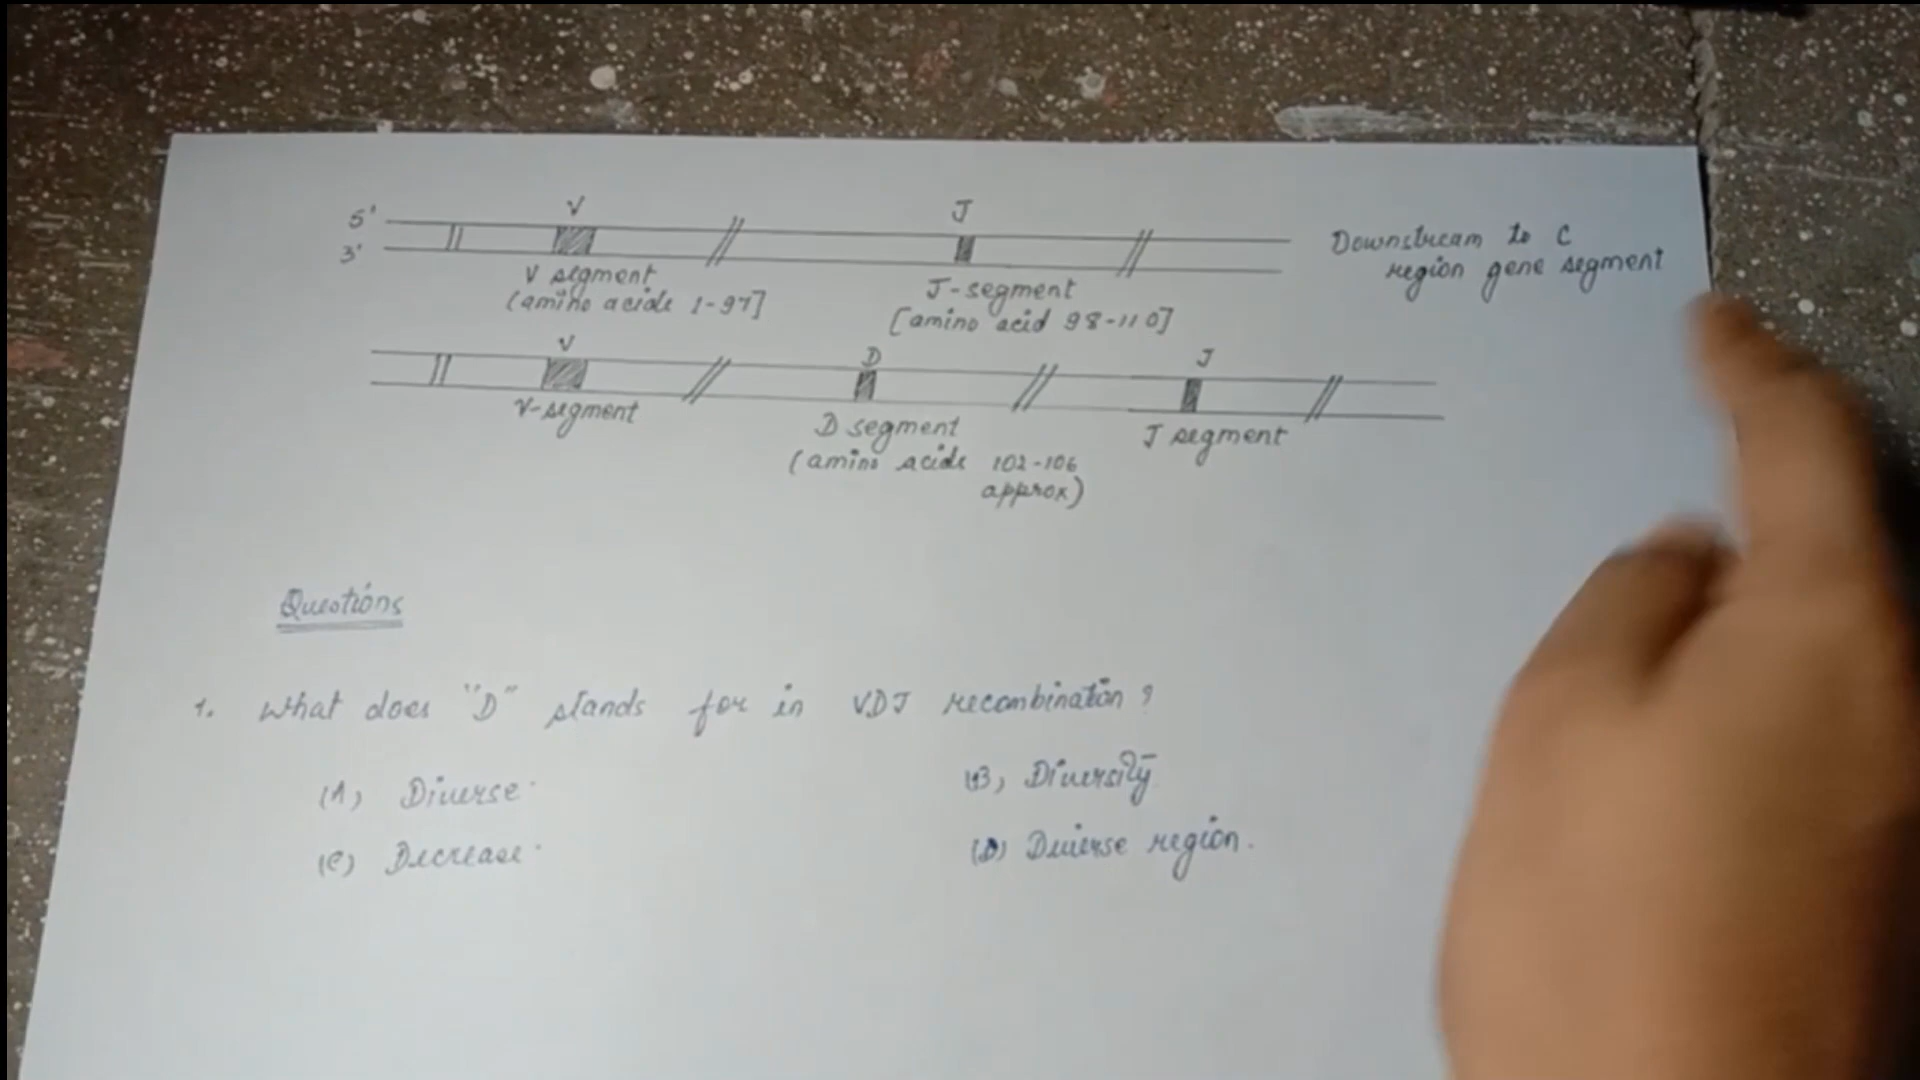 V J
5'
3'
Downstream to C
region gene segment
V segment
(amino acids 1-97]
J-segment
[amino acid 98-110]
V D J
V-segment
D segment
(amino acids 102-106
approx)
J segment
Questions
1. What does "D" stands for in VDJ recombination ?
(A) Diverse.
(B) Diversity
(C) Decrease.
(D) Diverse region.